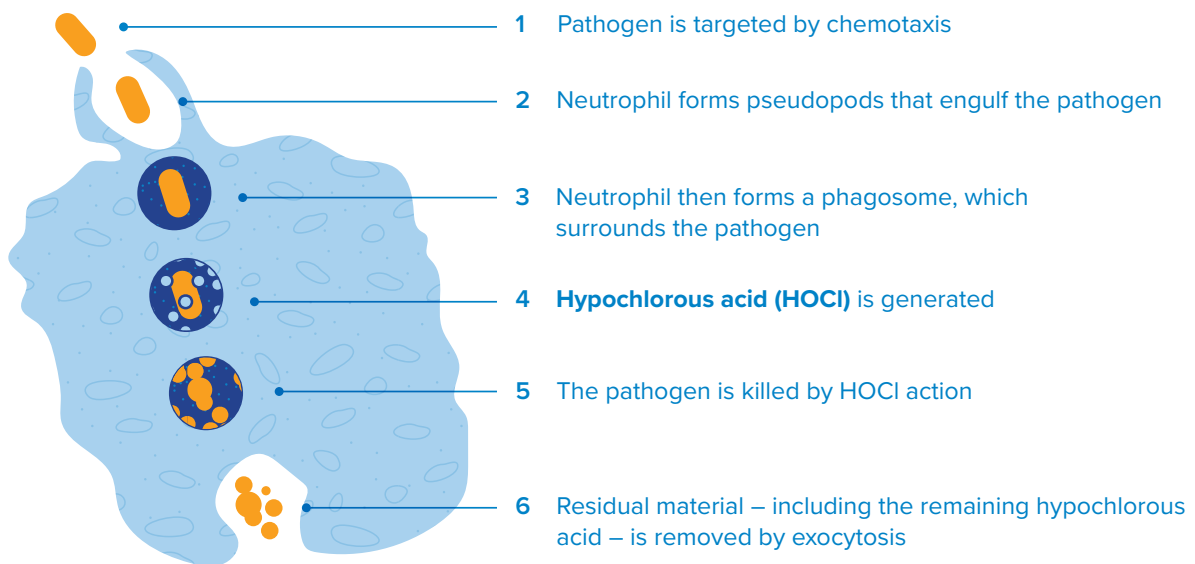 1 Pathogen is targeted by chemotaxis
2 Neutrophil forms pseudopods that engulf the pathogen
3 Neutrophil then forms a phagosome, which
surrounds the pathogen
4 Hypochlorous acid (HOCl) is generated
5 The pathogen is killed by HOCl action
6 Residual material – including the remaining hypochlorous
acid – is removed by exocytosis